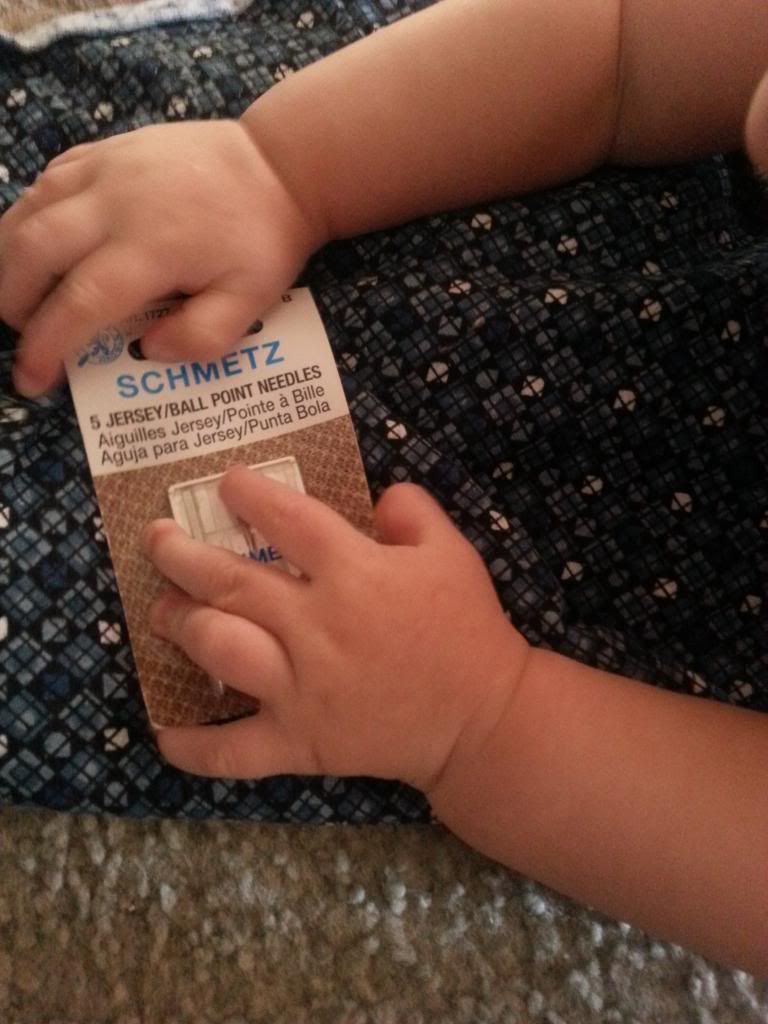 SCHMETZ
5 JERSEY/BALL POINT NEEDLES
Aiguilles Jersey/Pointe à Bille
Aguja para Jersey/Punta Bola